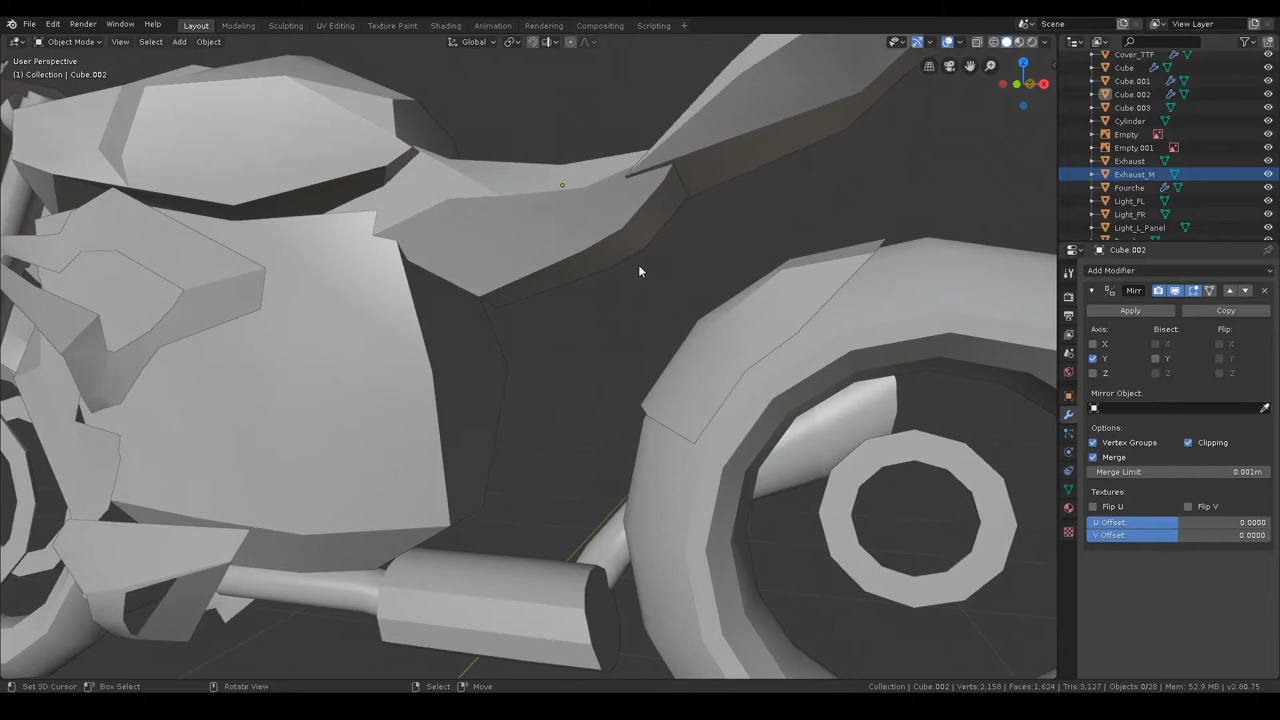 File Edit Render Window Help
Layout Modeling Sculpting UV Editing Texture Paint Shading Animation Rendering Compositing Scripting +
Scene
View Layer
Object Mode View Select Add Object
Global
User Perspective
(1) Collection | Cube.002
X
Cover_TTF
Cube
Cube.001
Cube.002
Cube.003
Cylinder
Empty
Empty.001
Exhaust
Exhaust_M
Fourche
Light_FL
Light_FR
Light_L_Panel
Cube.002
Add Modifier
Mirr
Apply Copy
Axis: Bisect: Flip:
X X X
Y Y Y
Z Z Z
Mirror Object:
Options:
Vertex Groups Clipping
Merge
Merge Limit: 0.001m
Textures:
Flip U Flip V
U Offset: 0.0000
V Offset: 0.0000
Set 3D Cursor Box Select Rotate View Select Move
Collection | Cube.002 | Verts:2,158 | Faces:1,624 | Tris:3,127 | Objects:0/28 | Mem: 52.9 MB | v2.80.75